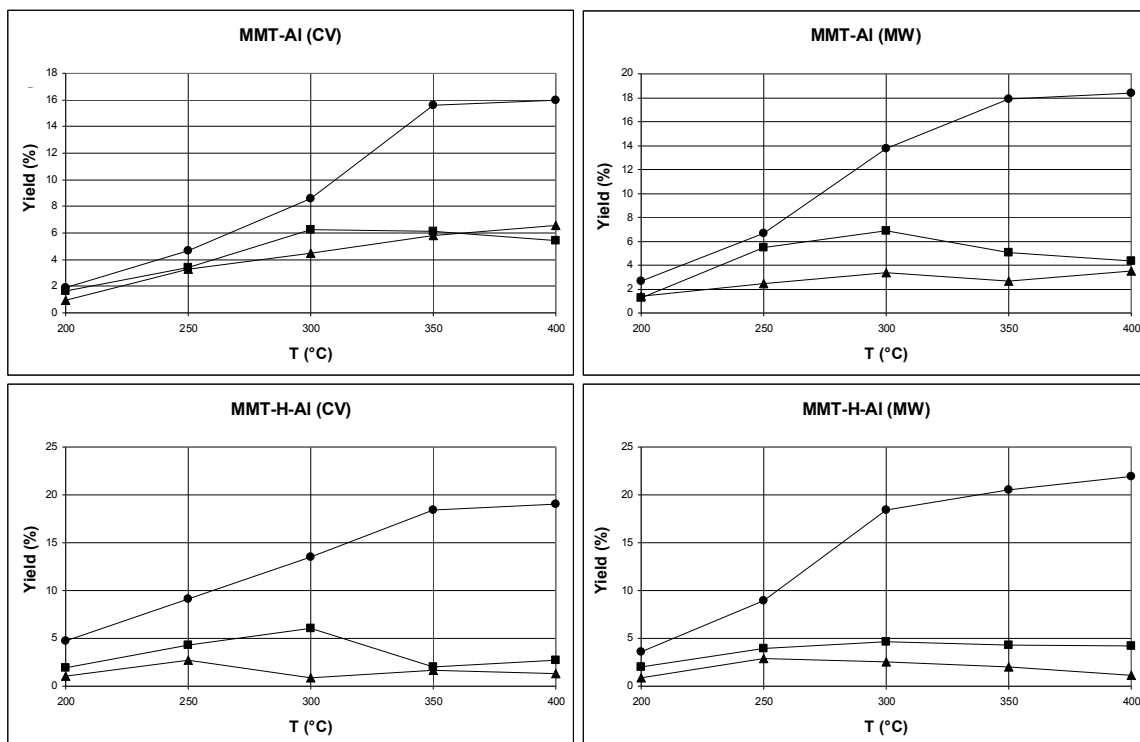 MMT-Al (CV)
18
16
14
12
10
8
6
4
2
0
Yield (%)
200 250 300 350 400
T (°C)
MMT-Al (MW)
20
18
16
14
12
10
8
6
4
2
0
Yield (%)
200 250 300 350 400
T (°C)
MMT-H-Al (CV)
25
20
15
10
5
0
Yield (%)
200 250 300 350 400
T (°C)
MMT-H-Al (MW)
25
20
15
10
5
0
Yield (%)
200 250 300 350 400
T (°C)